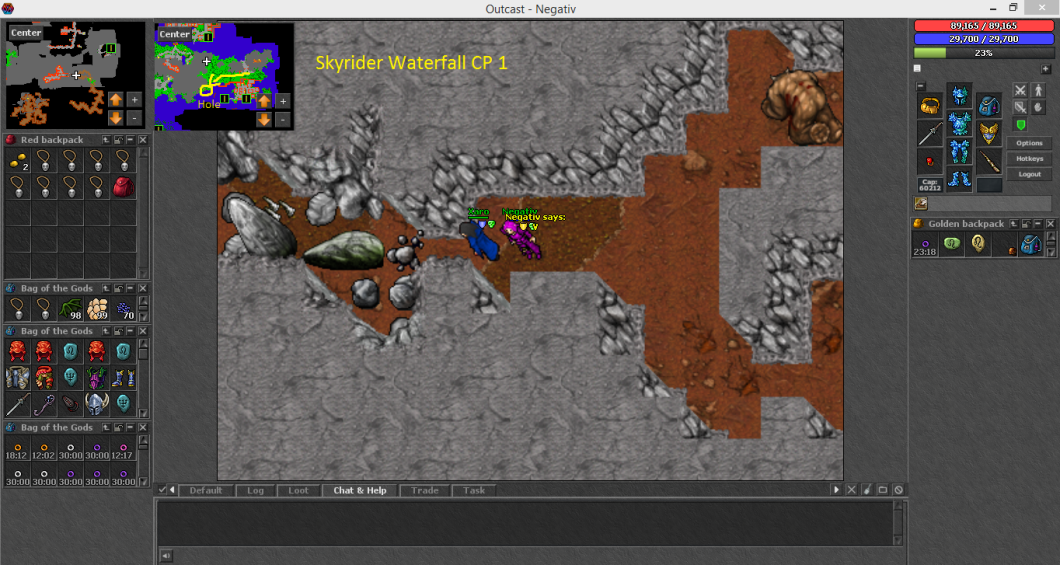 Outcast - Negativ
Center
Center
Skyrider Waterfall CP 1
Hole
89,165 / 89,165
29,700 / 29,700
23%
Red backpack
2
Bag of the Gods
98
99
70
Bag of the Gods
Bag of the Gods
18:12 12:02 30:00 30:00 12:17
30:00 30:00 30:00 30:00 30:00
Negativ
Negativ says:
Options
Hotkeys
Logout
Cap:
60212
Golden backpack
23:18
Default Log Loot Chat & Help Trade Task